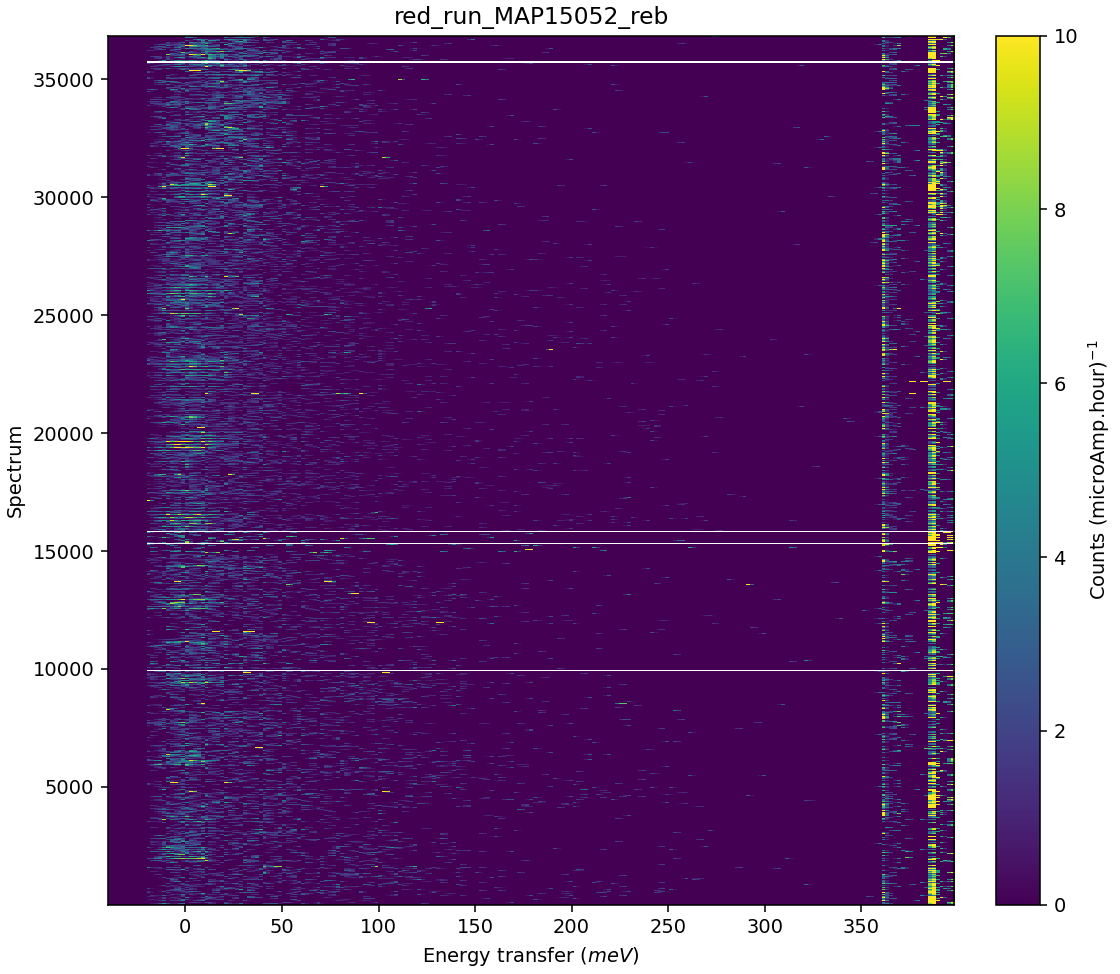 red_run_MAP15052_reb
35000
30000
25000
20000
15000
10000
5000
Spectrum
0 50 100 150 200 250 300 350
Energy transfer (meV)
10
8
6
4
2
0
Counts (microAmp.hour)⁻¹